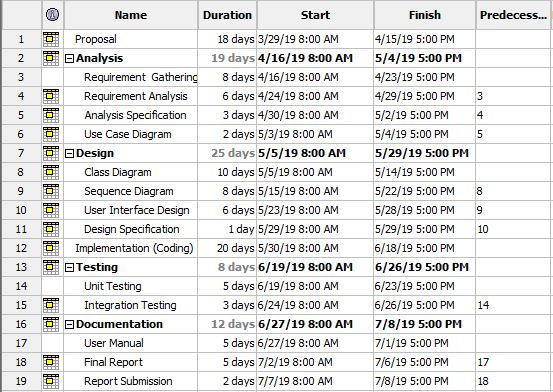 Name Duration Start Finish Predecess...
1 Proposal 18 days 3/29/19 8:00 AM 4/15/19 5:00 PM
2 Analysis 19 days 4/16/19 8:00 AM 5/4/19 5:00 PM
3 Requirement Gathering 8 days 4/16/19 8:00 AM 4/23/19 5:00 PM
4 Requirement Analysis 6 days 4/24/19 8:00 AM 4/29/19 5:00 PM 3
5 Analysis Specification 3 days 4/30/19 8:00 AM 5/2/19 5:00 PM 4
6 Use Case Diagram 2 days 5/3/19 8:00 AM 5/4/19 5:00 PM 5
7 Design 25 days 5/5/19 8:00 AM 5/29/19 5:00 PM
8 Class Diagram 10 days 5/5/19 8:00 AM 5/14/19 5:00 PM
9 Sequence Diagram 8 days 5/15/19 8:00 AM 5/22/19 5:00 PM 8
10 User Interface Design 6 days 5/23/19 8:00 AM 5/28/19 5:00 PM 9
11 Design Specification 1 day 5/29/19 8:00 AM 5/29/19 5:00 PM 10
12 Implementation (Coding) 20 days 5/30/19 8:00 AM 6/18/19 5:00 PM
13 Testing 8 days 6/19/19 8:00 AM 6/26/19 5:00 PM
14 Unit Testing 5 days 6/19/19 8:00 AM 6/23/19 5:00 PM
15 Integration Testing 3 days 6/24/19 8:00 AM 6/26/19 5:00 PM 14
16 Documentation 12 days 6/27/19 8:00 AM 7/8/19 5:00 PM
17 User Manual 5 days 6/27/19 8:00 AM 7/1/19 5:00 PM
18 Final Report 5 days 7/2/19 8:00 AM 7/6/19 5:00 PM 17
19 Report Submission 2 days 7/7/19 8:00 AM 7/8/19 5:00 PM 18